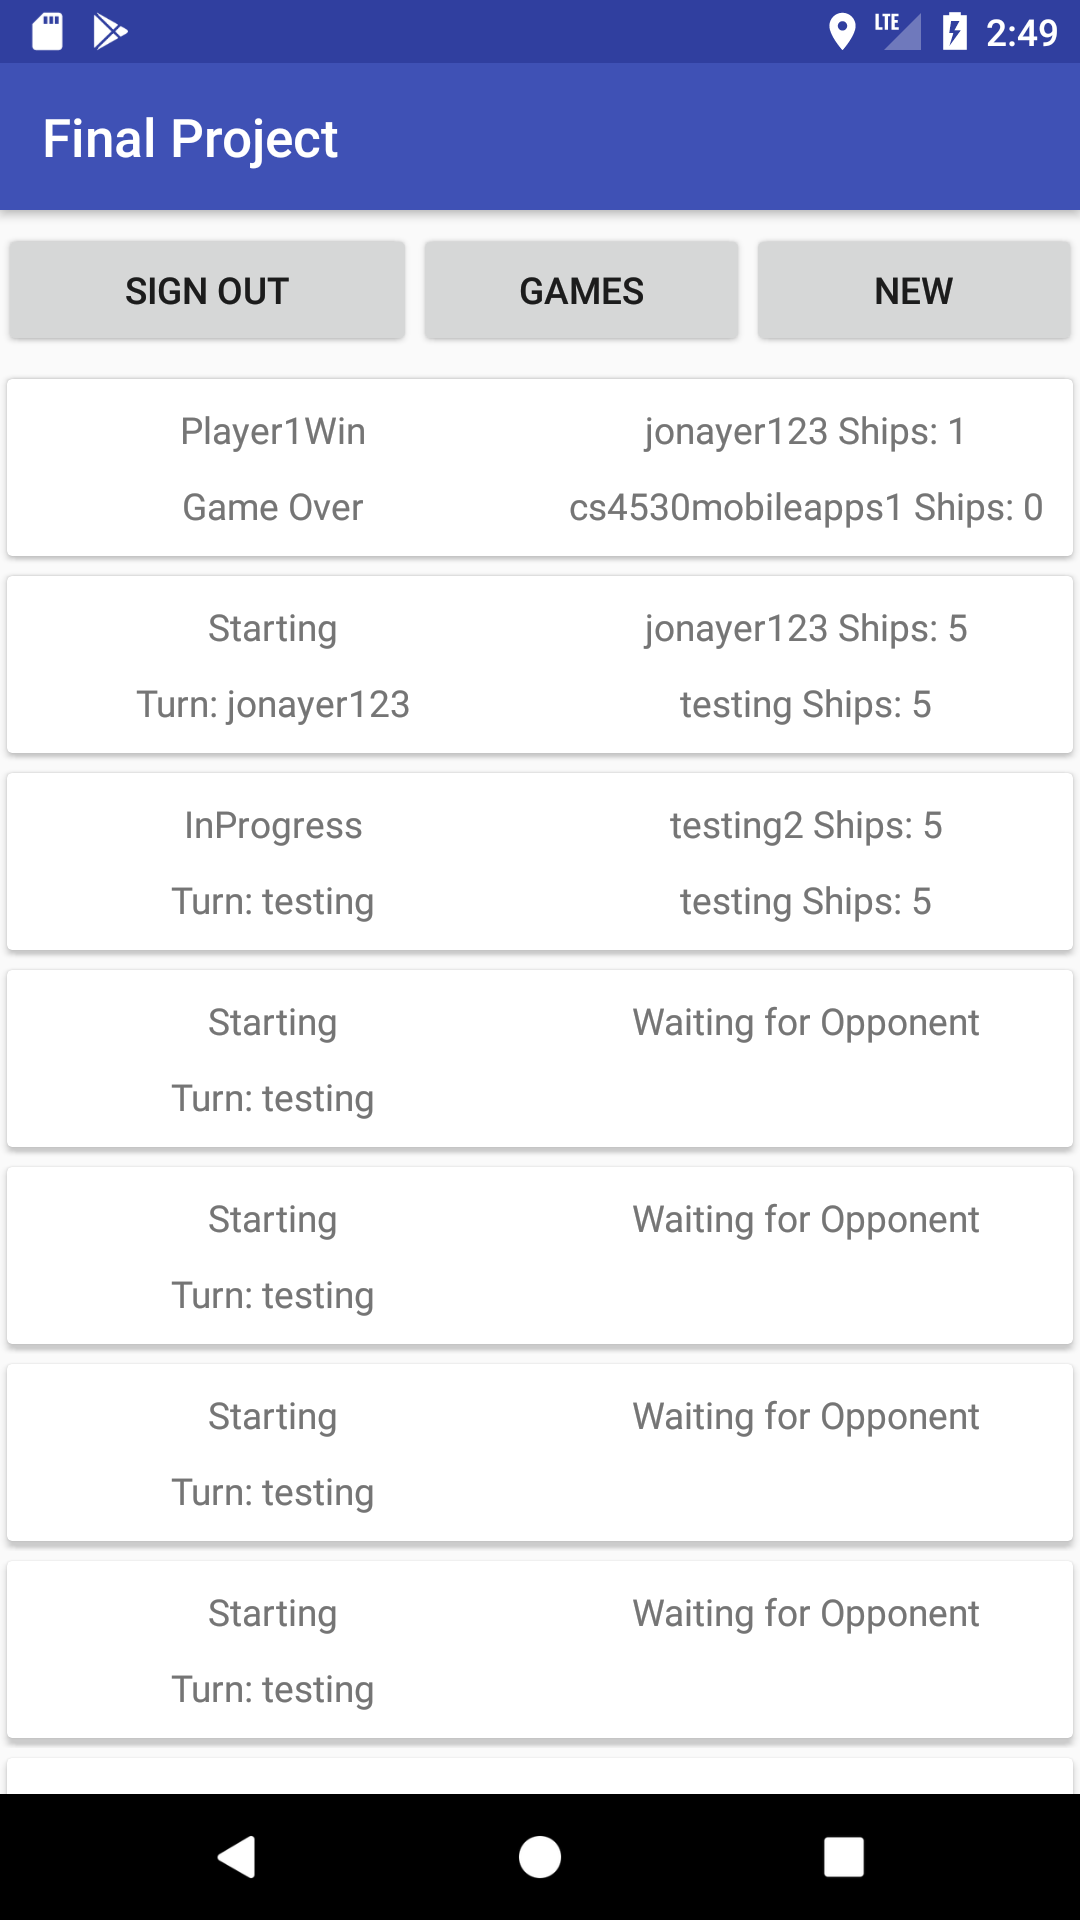 LTE 2:49
Final Project
SIGN OUT GAMES NEW
Player1Win jonayer123 Ships: 1
Game Over cs4530mobileapps1 Ships: 0
Starting jonayer123 Ships: 5
Turn: jonayer123 testing Ships: 5
InProgress testing2 Ships: 5
Turn: testing testing Ships: 5
Starting Waiting for Opponent
Turn: testing
Starting Waiting for Opponent
Turn: testing
Starting Waiting for Opponent
Turn: testing
Starting Waiting for Opponent
Turn: testing